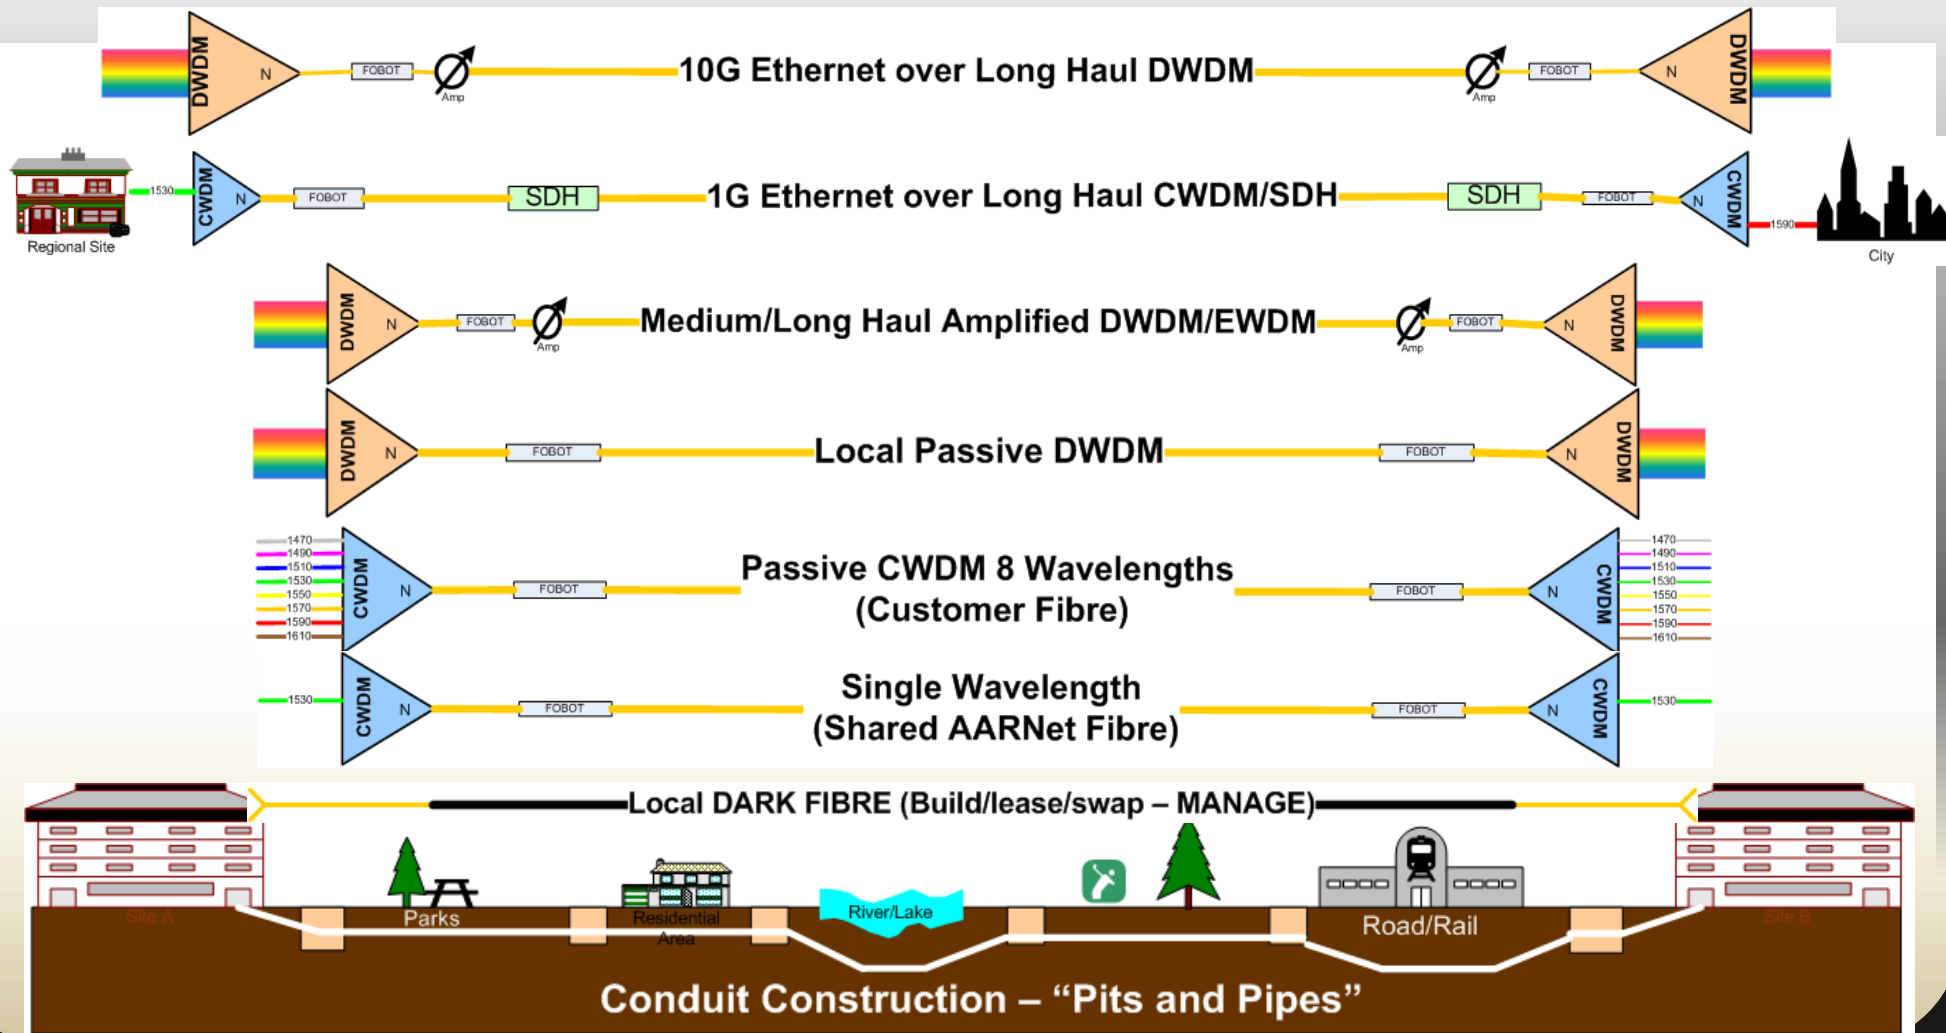 DWDM N FOBOT Amp 10G Ethernet over Long Haul DWDM Amp FOBOT N DWDM
1530 CWDM N FOBOT SDH 1G Ethernet over Long Haul CWDM/SDH SDH FOBOT N CWDM 1590
Regional Site
City
DWDM N FOBOT Amp Medium/Long Haul Amplified DWDM/EWDM Amp FOBOT N DWDM
DWDM N FOBOT Local Passive DWDM FOBOT N DWDM
1470
1490
1510
1530
1550
1570
1590
1610
CWDM N FOBOT
Passive CWDM 8 Wavelengths
(Customer Fibre)
FOBOT N CWDM
1470
1490
1510
1530
1550
1570
1590
1610
1530 CWDM N FOBOT
Single Wavelength
(Shared AARNet Fibre)
FOBOT N CWDM 1530
Local DARK FIBRE (Build/lease/swap – MANAGE)
Site A
Parks
Residential
Area
River/Lake
Road/Rail
Site B
Conduit Construction – “Pits and Pipes”